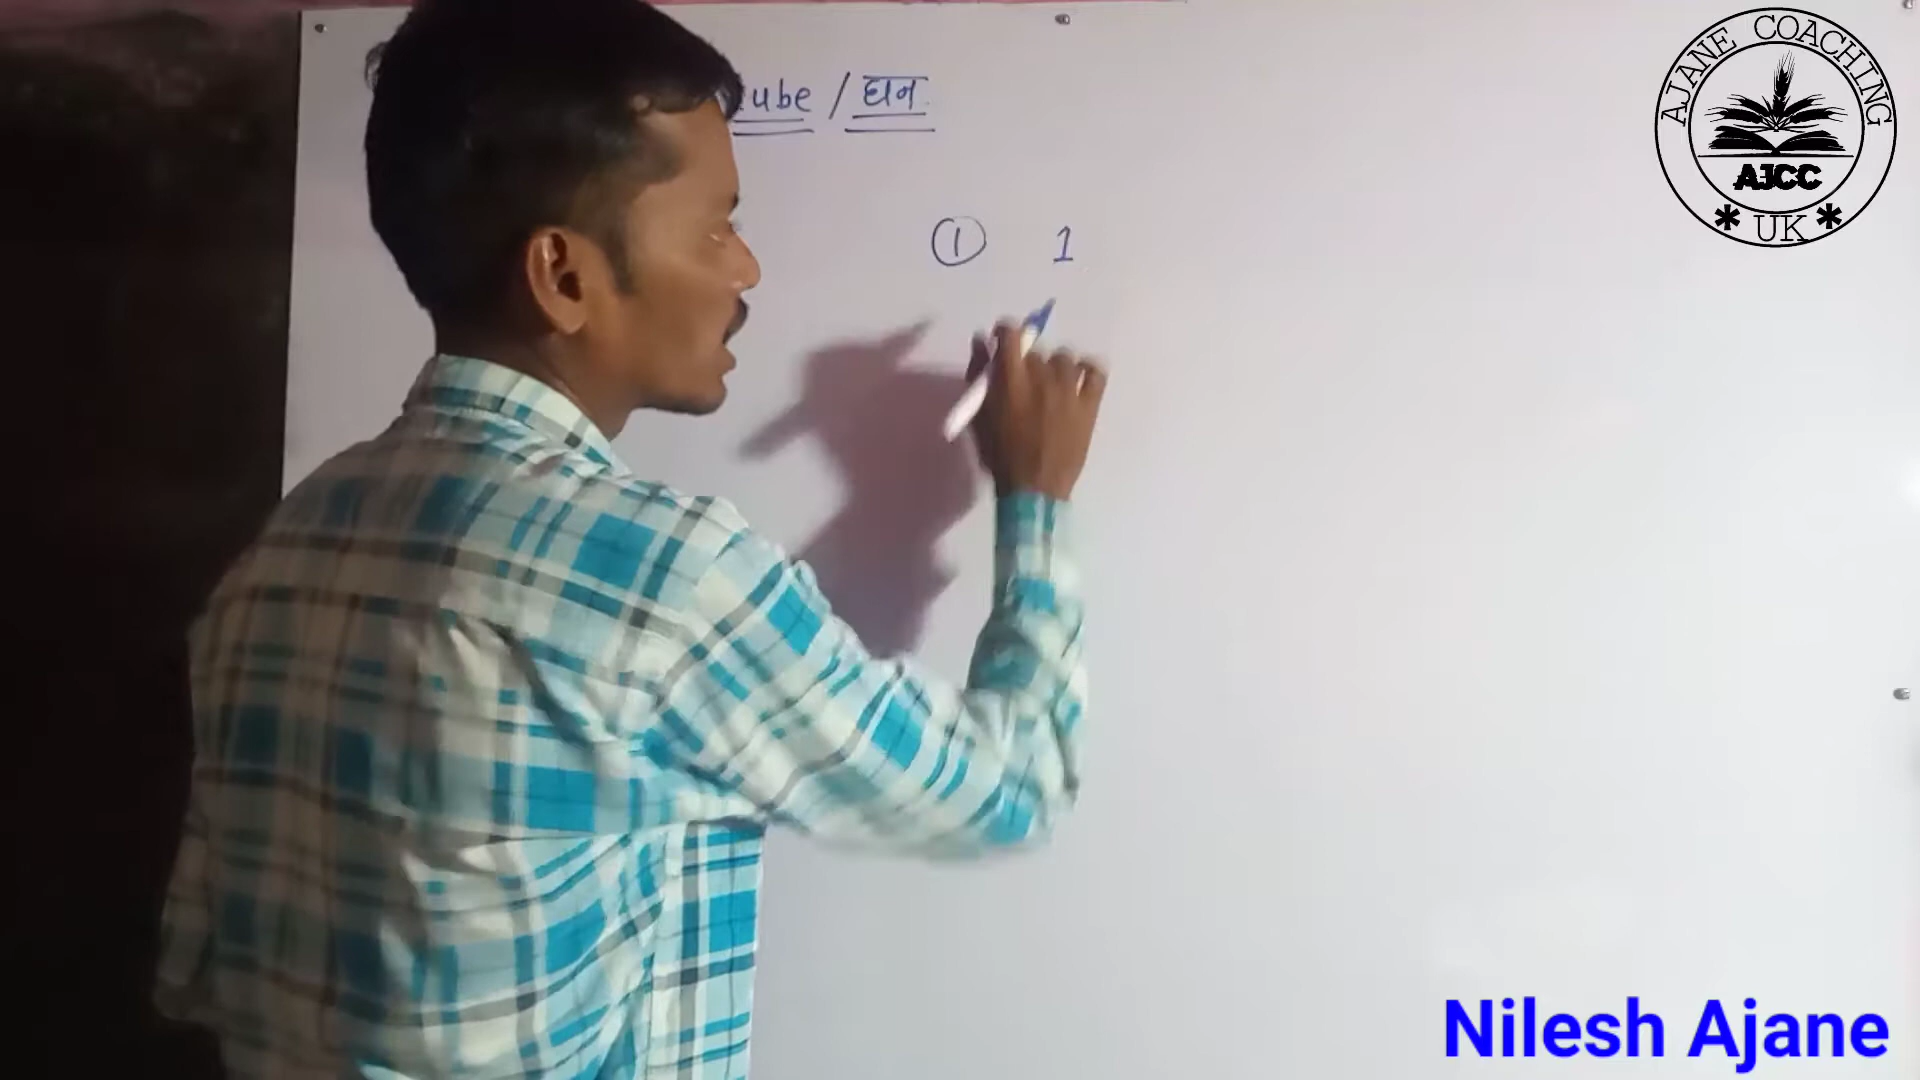 ube / घन
① 1
AJANE COACHING
AJCC
* UK *
Nilesh Ajane